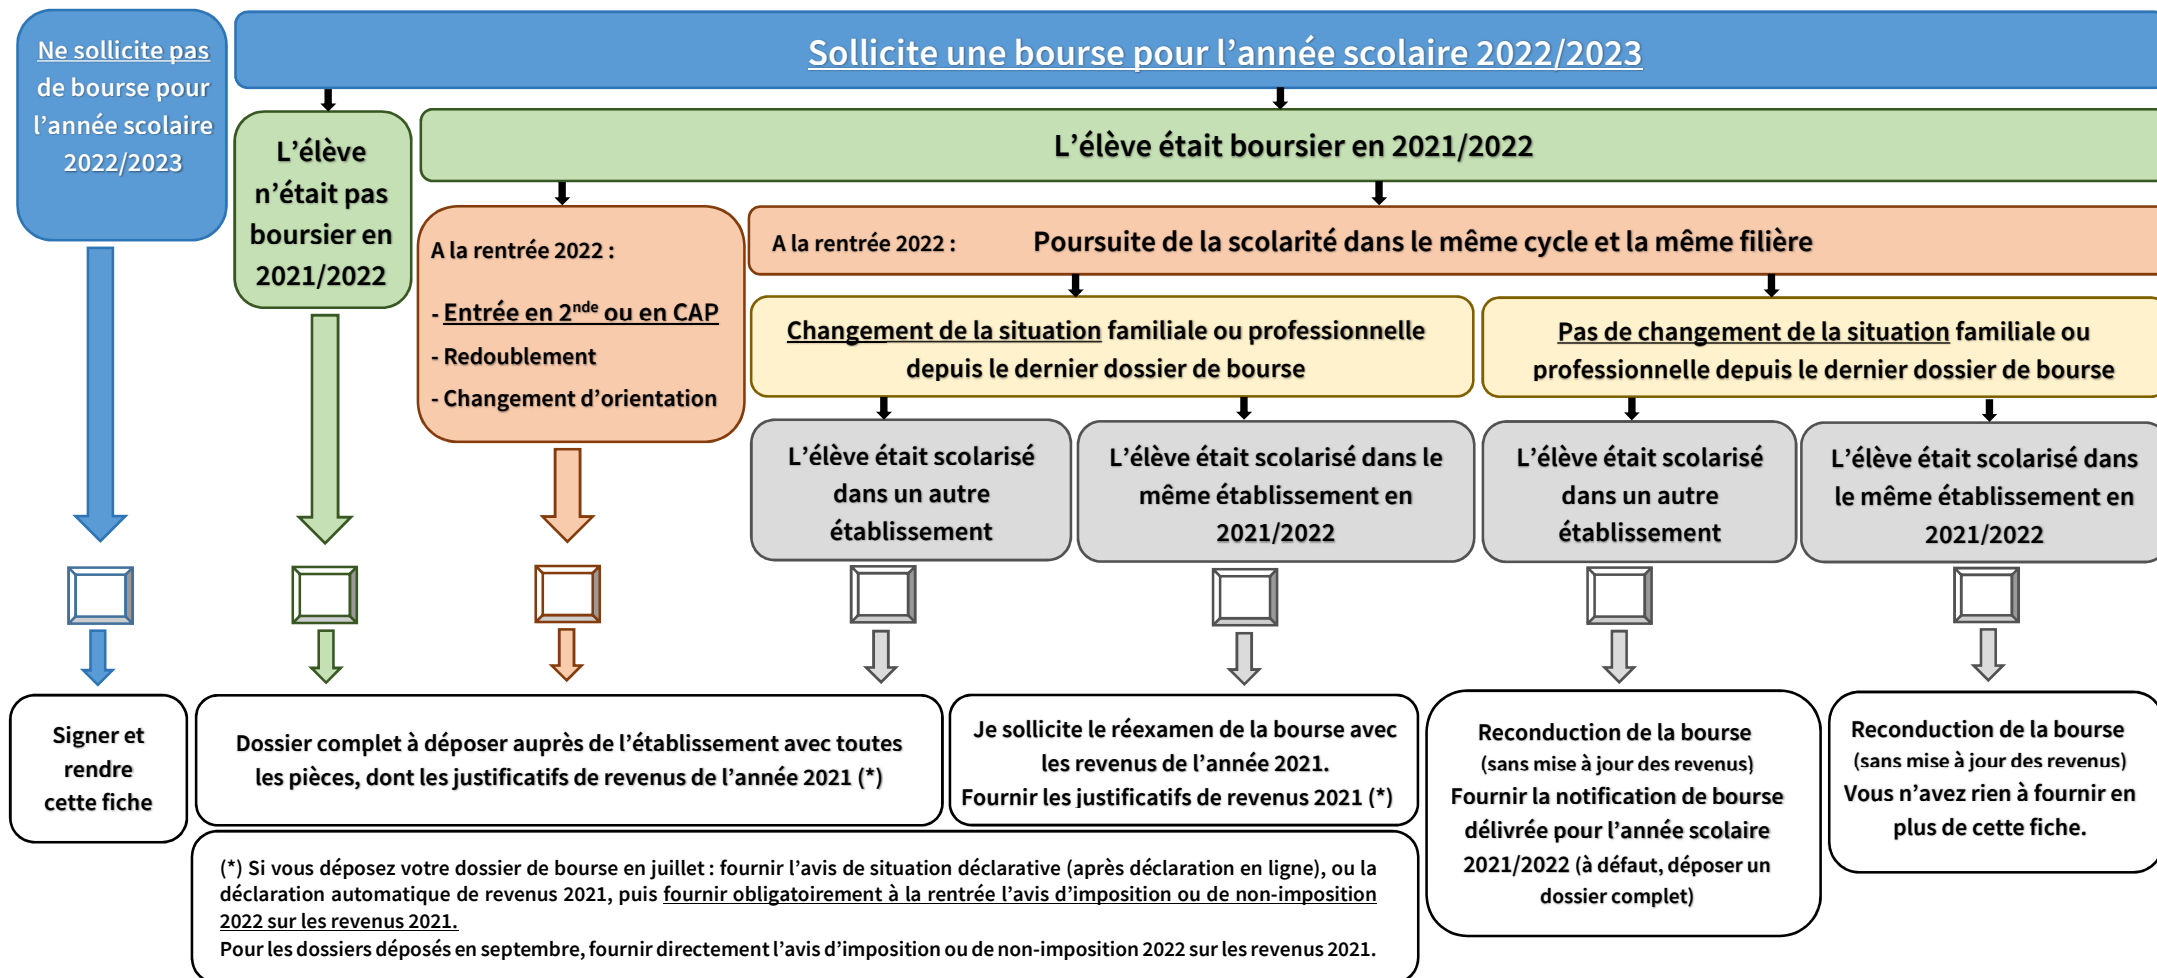 Ne sollicite pas
de bourse pour
l’année scolaire
2022/2023
Sollicite une bourse pour l’année scolaire 2022/2023
L’élève
n’était pas
boursier en
2021/2022
L’élève était boursier en 2021/2022
A la rentrée 2022 :
- Entrée en 2nde ou en CAP
- Redoublement
- Changement d’orientation
A la rentrée 2022 : Poursuite de la scolarité dans le même cycle et la même filière
Changement de la situation familiale ou professionnelle
depuis le dernier dossier de bourse
Pas de changement de la situation familiale ou
professionnelle depuis le dernier dossier de bourse
L’élève était scolarisé
dans un autre
établissement
L’élève était scolarisé dans le
même établissement en
2021/2022
L’élève était scolarisé
dans un autre
établissement
L’élève était scolarisé dans
le même établissement en
2021/2022
Signer et
rendre
cette fiche
Dossier complet à déposer auprès de l’établissement avec toutes
les pièces, dont les justificatifs de revenus de l’année 2021 (*)
Je sollicite le réexamen de la bourse avec
les revenus de l’année 2021.
Fournir les justificatifs de revenus 2021 (*)
Reconduction de la bourse
(sans mise à jour des revenus)
Fournir la notification de bourse
délivrée pour l’année scolaire
2021/2022 (à défaut, déposer un
dossier complet)
Reconduction de la bourse
(sans mise à jour des revenus)
Vous n’avez rien à fournir en
plus de cette fiche.
(*) Si vous déposez votre dossier de bourse en juillet : fournir l’avis de situation déclarative (après déclaration en ligne), ou la
déclaration automatique de revenus 2021, puis fournir obligatoirement à la rentrée l’avis d’imposition ou de non-imposition
2022 sur les revenus 2021.
Pour les dossiers déposés en septembre, fournir directement l’avis d’imposition ou de non-imposition 2022 sur les revenus 2021.